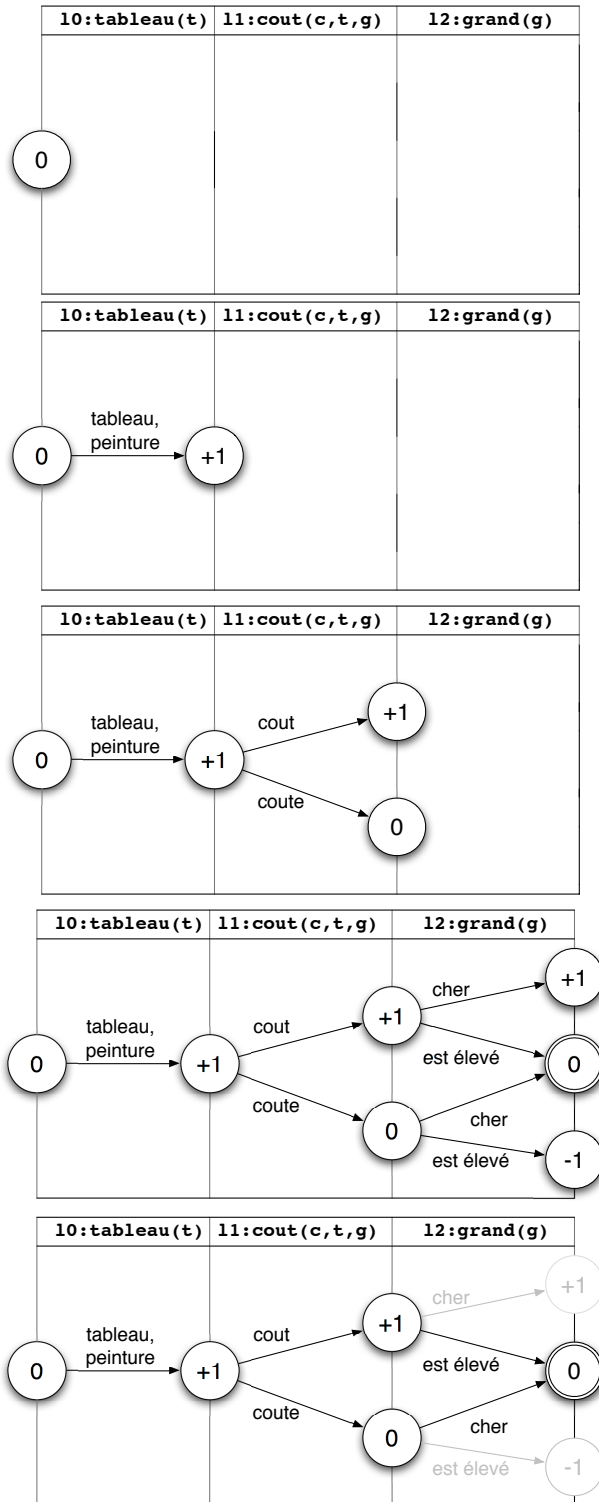 l0:tableau(t) l1:cout(c,t,g) l2:grand(g)
0
l0:tableau(t) l1:cout(c,t,g) l2:grand(g)
tableau,
peinture
0 +1
l0:tableau(t) l1:cout(c,t,g) l2:grand(g)
tableau,
peinture
cout
+1
0 +1
coute
0
l0:tableau(t) l1:cout(c,t,g) l2:grand(g)
cher
+1
tableau,
peinture
cout
+1
est élevé
0 +1
0
coute
0
cher
est élevé
-1
l0:tableau(t) l1:cout(c,t,g) l2:grand(g)
cher
+1
tableau,
peinture
cout
+1
est élevé
0 +1
0
coute
0
cher
est élevé
-1